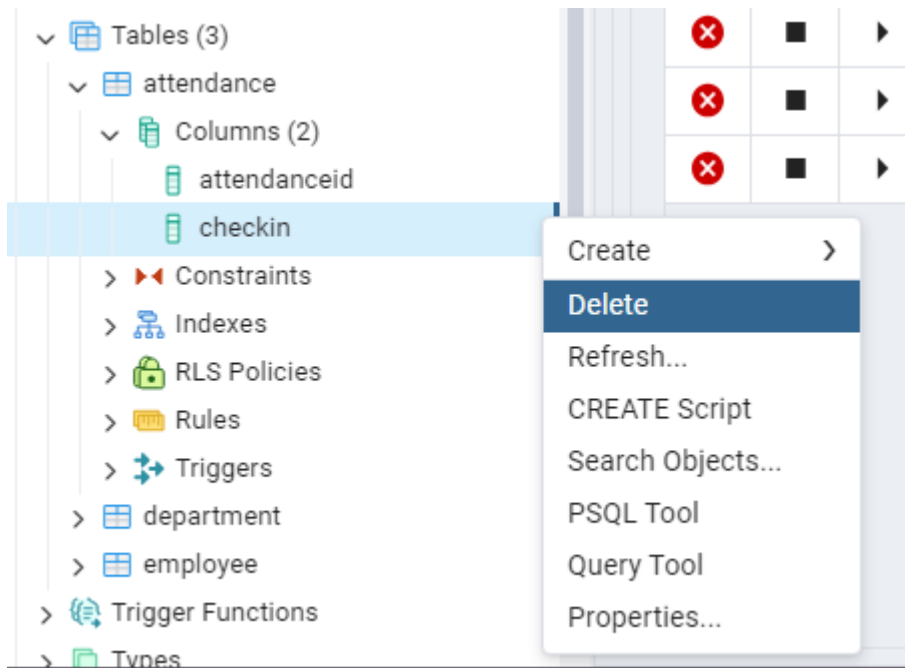 Tables (3)
attendance
Columns (2)
attendanceid
checkin
Constraints
Indexes
RLS Policies
Rules
Triggers
department
employee
Trigger Functions
Types
Create
Delete
Refresh...
CREATE Script
Search Objects...
PSQL Tool
Query Tool
Properties...